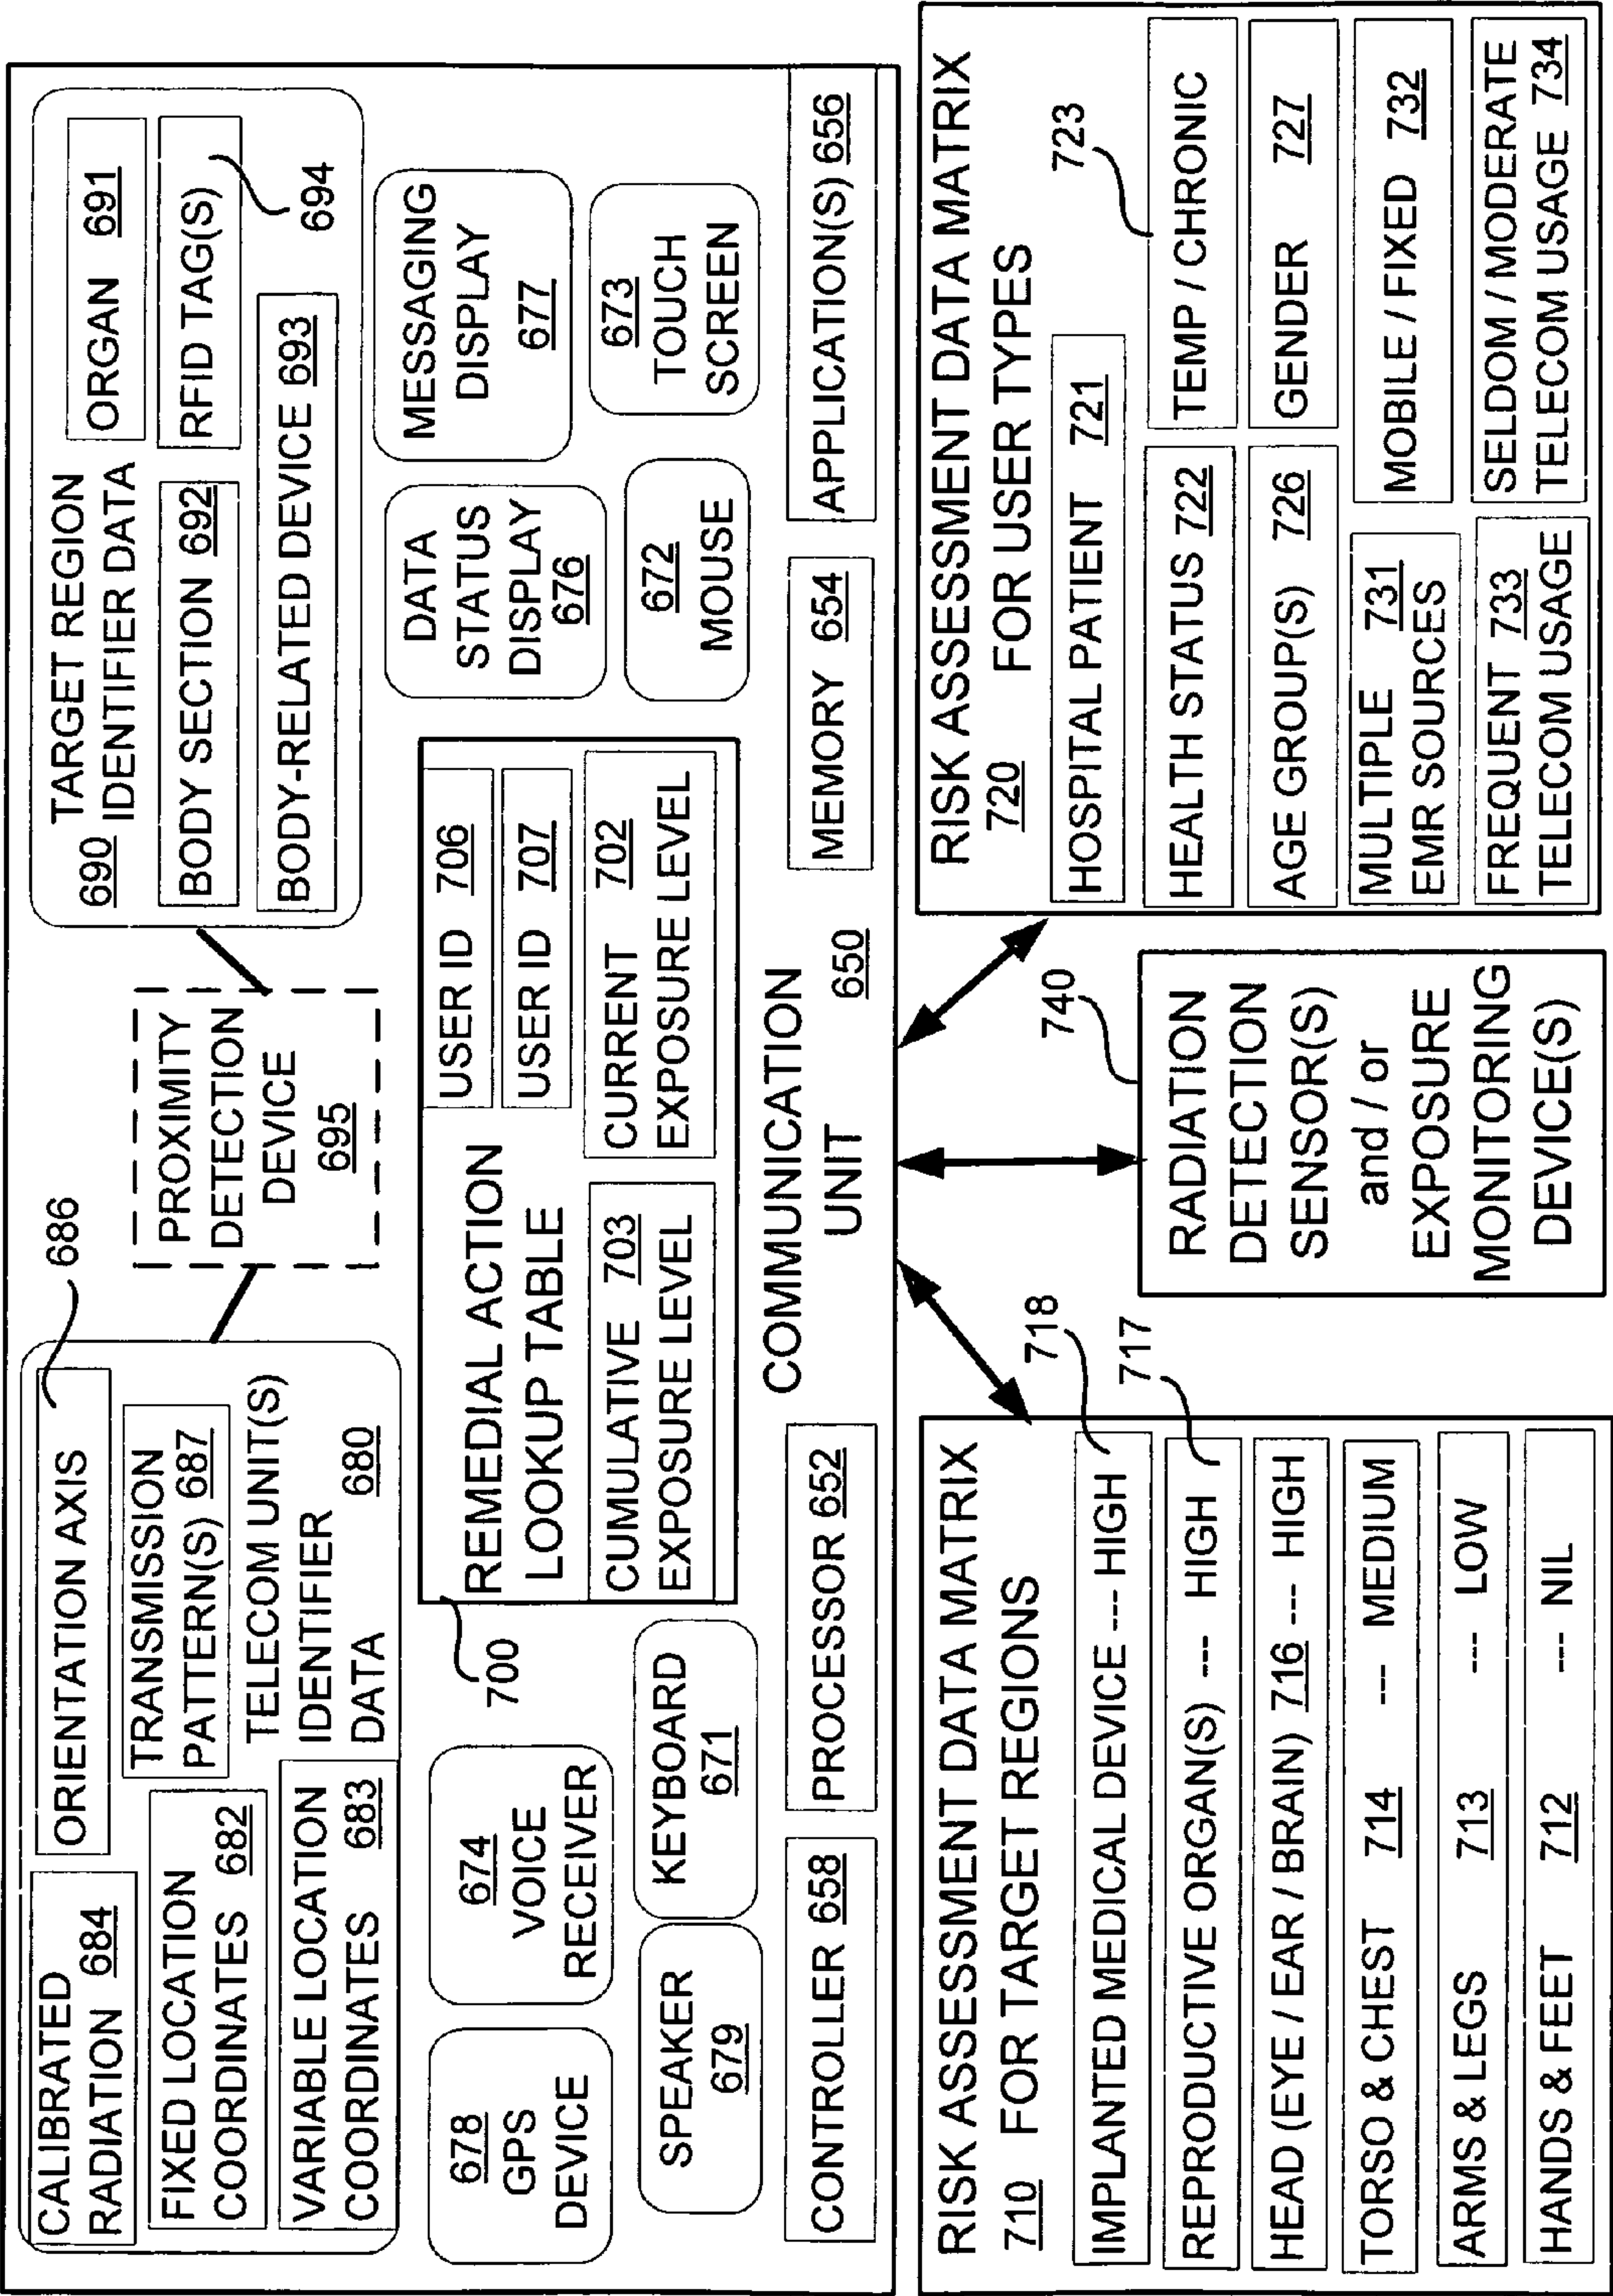 CALIBRATED
RADIATION 684
ORIENTATION AXIS
686
FIXED LOCATION
COORDINATES 682
TRANSMISSION
PATTERN(S) 687
VARIABLE LOCATION
COORDINATES 683
TELECOM UNIT(S)
IDENTIFIER 680
DATA
PROXIMITY
DETECTION
DEVICE
695
TARGET REGION
690 IDENTIFIER DATA
ORGAN 691
BODY SECTION 692
RFID TAG(S)
694
BODY-RELATED DEVICE 693
678
GPS
DEVICE
674
VOICE
RECEIVER
SPEAKER
679
KEYBOARD
671
700
REMEDIAL ACTION
LOOKUP TABLE
USER ID 706
USER ID 707
CUMULATIVE 703
EXPOSURE LEVEL
CURRENT 702
EXPOSURE LEVEL
DATA
STATUS
DISPLAY
676
MESSAGING
DISPLAY
677
672
MOUSE
673
TOUCH
SCREEN
CONTROLLER 658
PROCESSOR 652
COMMUNICATION
UNIT 650
MEMORY 654
APPLICATION(S) 656
RISK ASSESSMENT DATA MATRIX
710 FOR TARGET REGIONS
718
IMPLANTED MEDICAL DEVICE --- HIGH
717
REPRODUCTIVE ORGAN(S) --- HIGH
HEAD (EYE / EAR / BRAIN) 716 --- HIGH
TORSO & CHEST 714 --- MEDIUM
ARMS & LEGS 713 --- LOW
HANDS & FEET 712 --- NIL
740
RADIATION
DETECTION
SENSOR(S)
and / or
EXPOSURE
MONITORING
DEVICE(S)
RISK ASSESSMENT DATA MATRIX
720 FOR USER TYPES
HOSPITAL PATIENT 721
723
HEALTH STATUS 722
TEMP / CHRONIC
AGE GROUP(S) 726
GENDER 727
MULTIPLE 731
EMR SOURCES
MOBILE / FIXED 732
FREQUENT 733
TELECOM USAGE
SELDOM / MODERATE
TELECOM USAGE 734